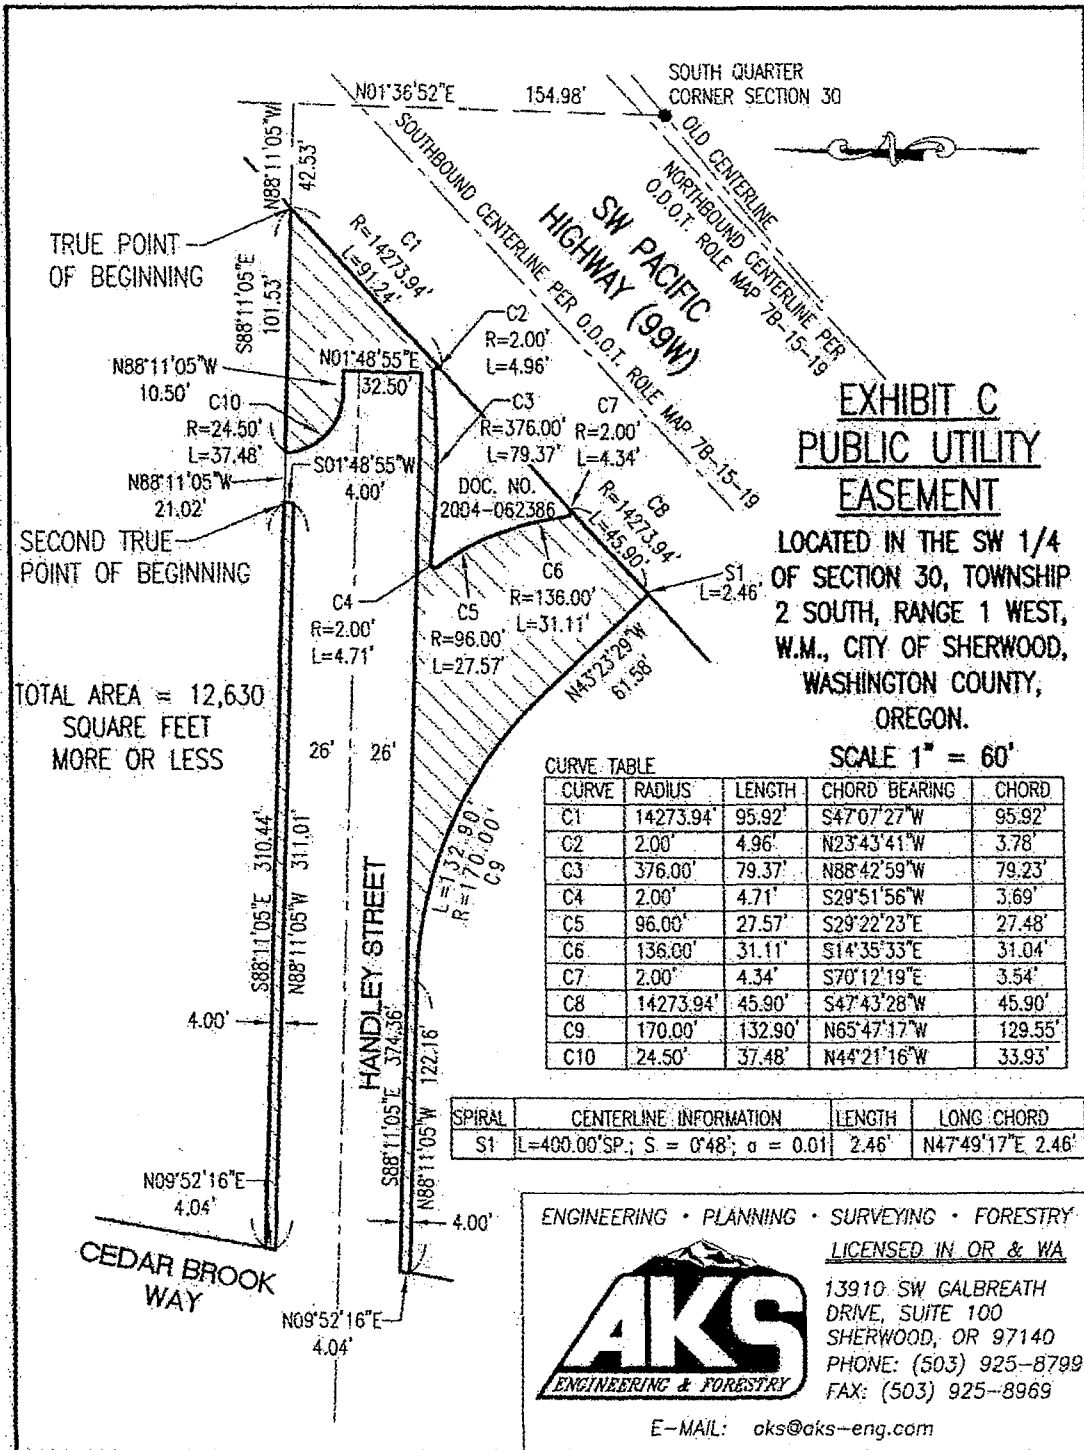 SOUTH QUARTER
CORNER SECTION 30
N01°36'52"E 154.98'
N88°11'05"W
42.53'
OLD CENTERLINE
NORTHBOUND CENTERLINE PER
O.D.O.T. ROLE MAP 7B-15-19
SOUTHBOUND CENTERLINE PER O.D.O.T. ROLE MAP 7B-15-19
SW PACIFIC
HIGHWAY (99W)
TRUE POINT
OF BEGINNING
S88°11'05"E
101.53'
C1
R=14273.94'
L=91.24'
C2
R=2.00'
L=4.96'
N88°11'05"W
10.50'
N01°48'55"E
32.50'
C10
R=24.50'
L=37.48'
C3
R=376.00'
L=79.37'
C7
R=2.00'
L=4.34'
N88°11'05"W
21.02'
S01°48'55"W
4.00'
DOC. NO.
2004-062386
C8
R=14273.94'
L=45.90'
SECOND TRUE
POINT OF BEGINNING
S1
L=2.46'
C4
R=2.00'
L=4.71'
C5
R=96.00'
L=27.57'
C6
R=136.00'
L=31.11'
N43°23'29"W
61.58'
EXHIBIT C
PUBLIC UTILITY
EASEMENT
LOCATED IN THE SW 1/4
OF SECTION 30, TOWNSHIP
2 SOUTH, RANGE 1 WEST,
W.M., CITY OF SHERWOOD,
WASHINGTON COUNTY,
OREGON.
SCALE 1" = 60'
TOTAL AREA = 12,630
SQUARE FEET
MORE OR LESS
26' 26'
S88°11'05"E 310.44'
N88°11'05"W 311.01'
HANDLEY STREET
L=132.90'
R=170.00'
C9
S88°11'05"E 374.36'
N88°11'05"W 122.16'
4.00'
4.00'
N09°52'16"E
4.04'
CEDAR BROOK
WAY
N09°52'16"E
4.04'
CURVE TABLE
CURVE RADIUS LENGTH CHORD BEARING CHORD
C1 14273.94' 95.92' S47°07'27"W 95.92'
C2 2.00' 4.96' N23°43'41"W 3.78'
C3 376.00' 79.37' N88°42'59"W 79.23'
C4 2.00' 4.71' S29°51'56"W 3.69'
C5 96.00' 27.57' S29°22'23"E 27.48'
C6 136.00' 31.11' S14°35'33"E 31.04'
C7 2.00' 4.34' S70°12'19"E 3.54'
C8 14273.94' 45.90' S47°43'28"W 45.90'
C9 170.00' 132.90' N65°47'17"W 129.55'
C10 24.50' 37.48' N44°21'16"W 33.93'
SPIRAL CENTERLINE INFORMATION LENGTH LONG CHORD
S1 L=400.00'SP.; S = 0°48'; a = 0.01 2.46' N47°49'17"E 2.46'
ENGINEERING • PLANNING • SURVEYING • FORESTRY
LICENSED IN OR & WA
AKS
ENGINEERING & FORESTRY
13910 SW GALBREATH
DRIVE, SUITE 100
SHERWOOD, OR 97140
PHONE: (503) 925-8799
FAX: (503) 925-8969
E-MAIL: aks@aks-eng.com